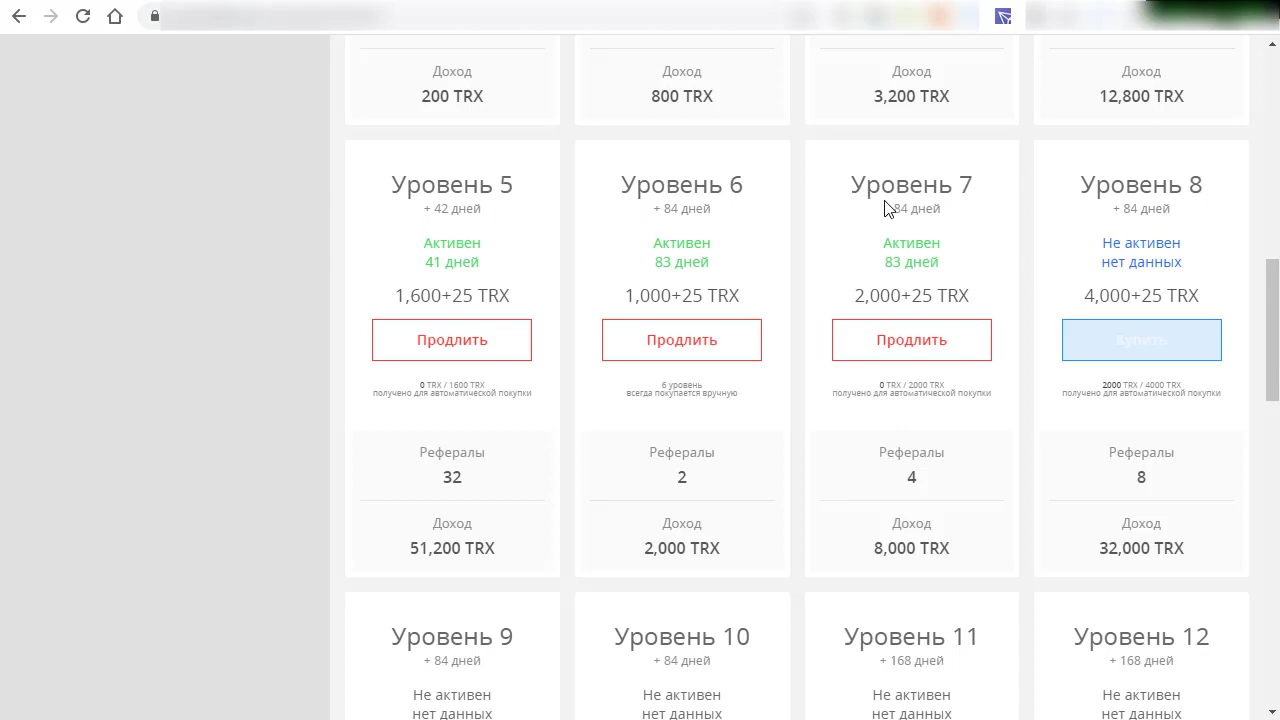 Доход
200 TRX
Доход
800 TRX
Доход
3,200 TRX
Доход
12,800 TRX
Уровень 5
+ 42 дней
Активен
41 дней
1,600+25 TRX
Продлить
0 TRX / 1600 TRX
получено для автоматической покупки
Рефералы
32
Доход
51,200 TRX
Уровень 6
+ 84 дней
Активен
83 дней
1,000+25 TRX
Продлить
6 уровень
всегда покупается вручную
Рефералы
2
Доход
2,000 TRX
Уровень 7
84 дней
Активен
83 дней
2,000+25 TRX
Продлить
0 TRX / 2000 TRX
получено для автоматической покупки
Рефералы
4
Доход
8,000 TRX
Уровень 8
+ 84 дней
Не активен
нет данных
4,000+25 TRX
Купить
2000 TRX / 4000 TRX
получено для автоматической покупки
Рефералы
8
Доход
32,000 TRX
Уровень 9
+ 84 дней
Не активен
нет данных
Уровень 10
+ 84 дней
Не активен
нет данных
Уровень 11
+ 168 дней
Не активен
нет данных
Уровень 12
+ 168 дней
Не активен
нет данных